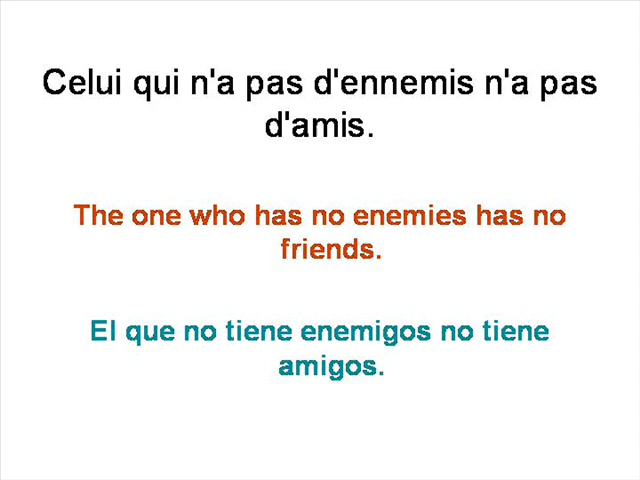 Celui qui n'a pas d'ennemis n'a pas
d'amis.
The one who has no enemies has no
friends.
El que no tiene enemigos no tiene
amigos.